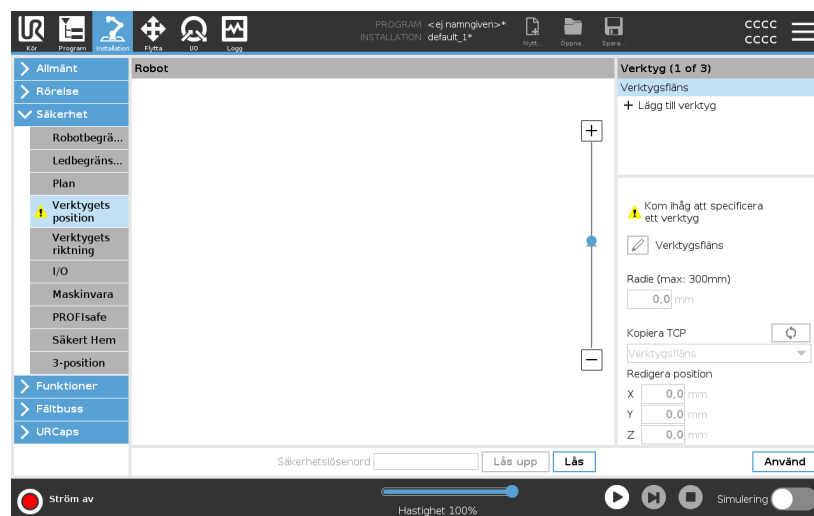 UR
Kör
Program
Installation
Flytta
I/O
Logg
PROGRAM <ej namngiven>*
INSTALLATION default_1*
Nytt...
Öppna...
Spara...
cccc
cccc
Allmänt
Rörelse
Säkerhet
Robotbegrä...
Ledbegräns...
Plan
Verktygets position
Verktygets riktning
I/O
Maskinvara
PROFIsafe
Säkert Hem
3-position
Funktioner
Fältbuss
URCaps
Robot
Verktyg (1 of 3)
Verktygsfläns
+ Lägg till verktyg
Kom ihåg att specificera
ett verktyg
Verktygsfläns
Radie (max: 300mm)
0,0 mm
Kopiera TCP
Verktygsfläns
Redigera position
X 0,0 mm
Y 0,0 mm
Z 0,0 mm
Säkerhetslösenord
Lås upp
Lås
Använd
Ström av
Hastighet 100%
Simulering